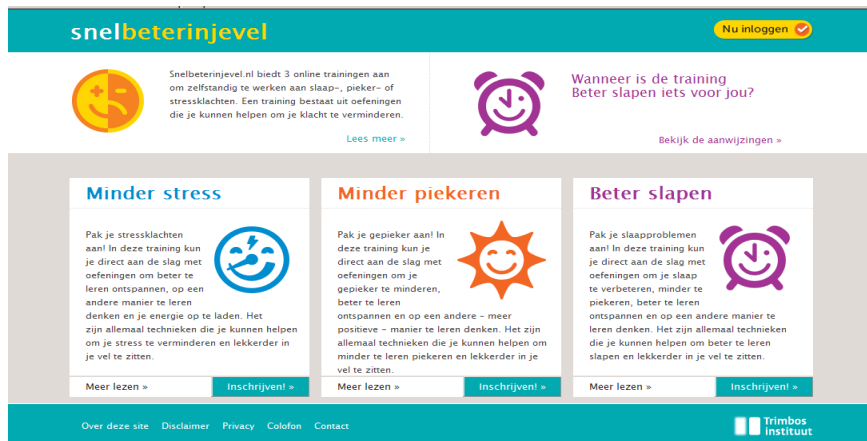 snelbeterinjevel
Nu inloggen
Snelbeterinjevel.nl biedt 3 online trainingen aan
om zelfstandig te werken aan slaap-, pieker- of
stressklachten. Een training bestaat uit oefeningen
die je kunnen helpen om je klacht te verminderen.
Lees meer »
Wanneer is de training
Beter slapen iets voor jou?
Bekijk de aanwijzingen »
Minder stress
Pak je stressklachten
aan! In deze training kun
je direct aan de slag met
oefeningen om beter te
leren ontspannen, op een
andere manier te leren
denken en je energie op te laden. Het
zijn allemaal technieken die je kunnen helpen
om je stress te verminderen en lekkerder in
je vel te zitten.
Meer lezen »
Inschrijven! »
Minder piekeren
Pak je gepieker aan! In
deze training kun je
direct aan de slag met
oefeningen om je
gepieker te minderen,
beter te leren
ontspannen en op een andere - meer
positieve - manier te leren denken. Het zijn
allemaal technieken die je kunnen helpen om
minder te leren piekeren en lekkerder in je
vel te zitten.
Meer lezen »
Inschrijven! »
Beter slapen
Pak je slaapproblemen
aan! In deze training kun
je direct aan de slag met
oefeningen om je slaap
te verbeteren, minder te
piekeren, beter te leren
ontspannen en op een andere manier te
leren denken. Het zijn allemaal technieken
die je kunnen helpen om beter te leren
slapen en lekkerder in je vel te zitten.
Meer lezen »
Inschrijven! »
Over deze site Disclaimer Privacy Colofon Contact
Trimbos
instituut